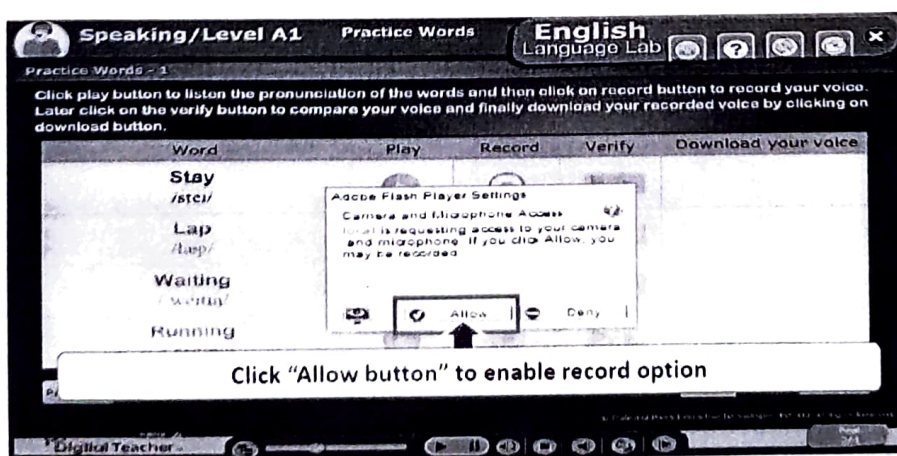 Speaking/Level A1 Practice Words English
Language Lab
Practice Words - 1
Click play button to listen the pronunciation of the words and then click on record button to record your voice.
Later click on the verify button to compare your voice and finally download your recorded voice by clicking on
download button.
Word Play Record Verify Download your voice
Stay
/steɪ/
Lap
Waiting
Running
Adobe Flash Player Settings
Camera and Microphone Access
local is requesting access to your camera
and microphone. If you click Allow, you
may be recorded.
Allow Deny
Click "Allow button" to enable record option
Digital Teacher